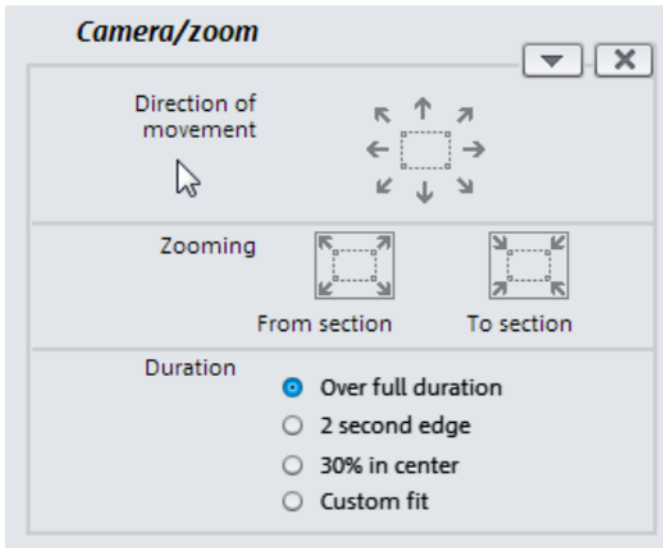 Camera/zoom
Direction of
movement
Zooming
From section
To section
Duration
Over full duration
2 second edge
30% in center
Custom fit